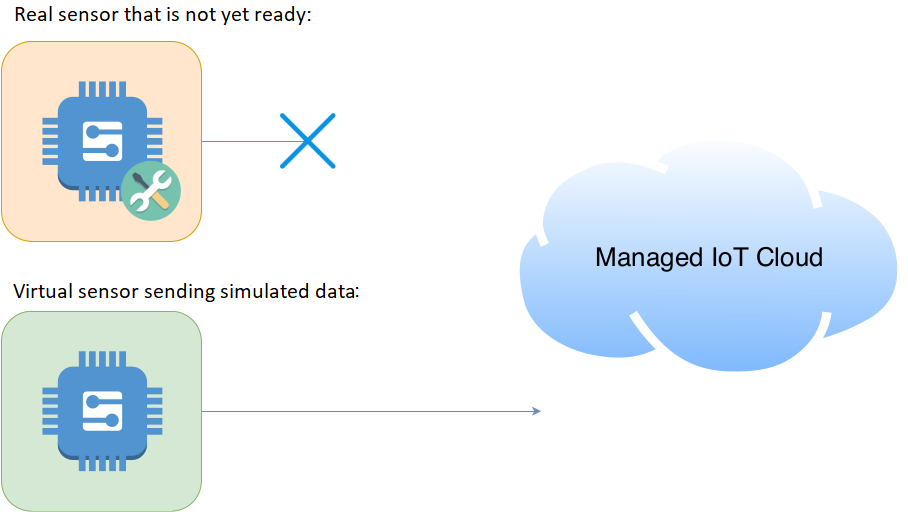 Real sensor that is not yet ready:
Managed IoT Cloud
Virtual sensor sending simulated data: